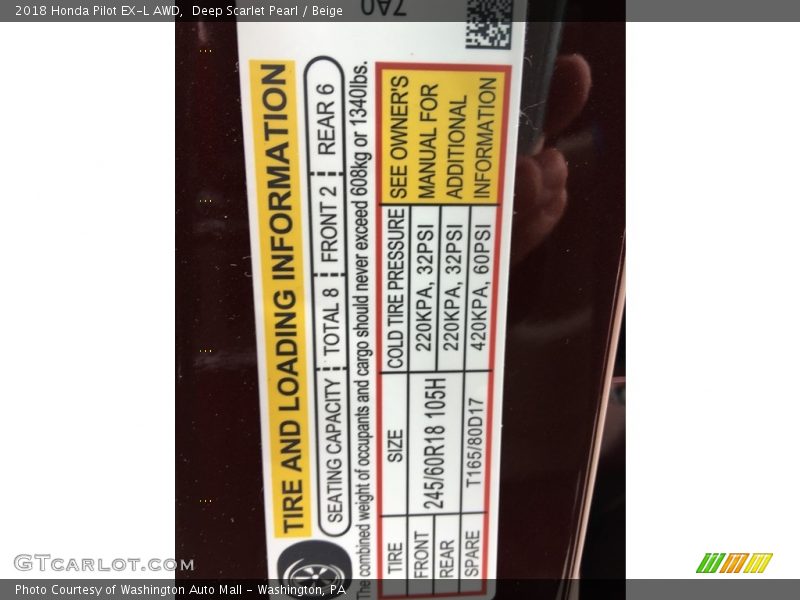 2018 Honda Pilot EX-L AWD,  Deep Scarlet Pearl / Beige
7A0
TIRE AND LOADING INFORMATION
SEATING CAPACITY TOTAL 8 FRONT 2 REAR 6
The combined weight of occupants and cargo should never exceed 608kg or 1340lbs.
TIRE SIZE COLD TIRE PRESSURE SEE OWNER'S
FRONT 245/60R18 105H 220KPA, 32PSI MANUAL FOR
REAR 220KPA, 32PSI ADDITIONAL
SPARE T165/80D17 420KPA, 60PSI INFORMATION
GTcarlot.com
Photo Courtesy of Washington Auto Mall - Washington, PA